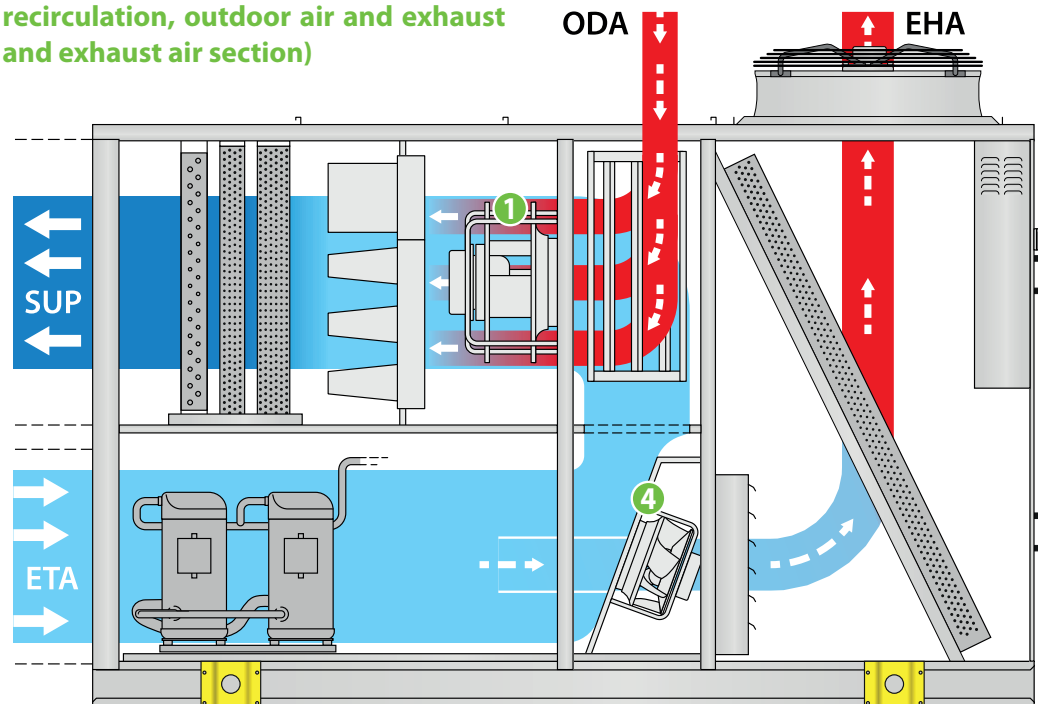 recirculation, outdoor air and exhaust
and exhaust air section)
ODA
EHA
1
SUP
4
ETA